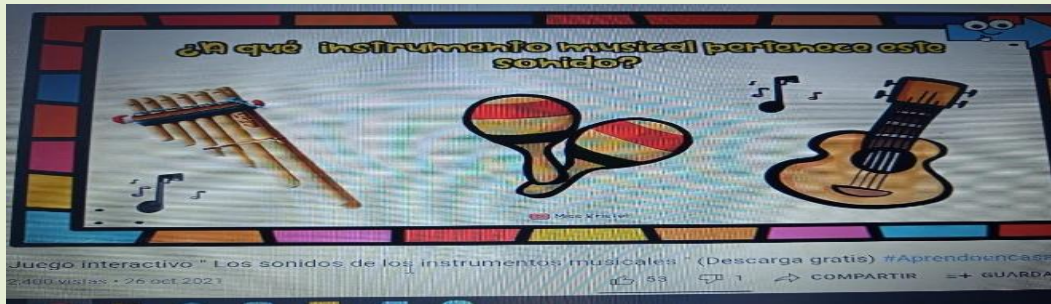 ¿A qué instrumento musical pertenece este
sonido?
Juego interactivo " Los sonidos de los instrumentos musicales " (Descarga gratis) #Aprendoencasa
2.400 vistas • 26 oct 2021
53
1
COMPARTIR
GUARDA